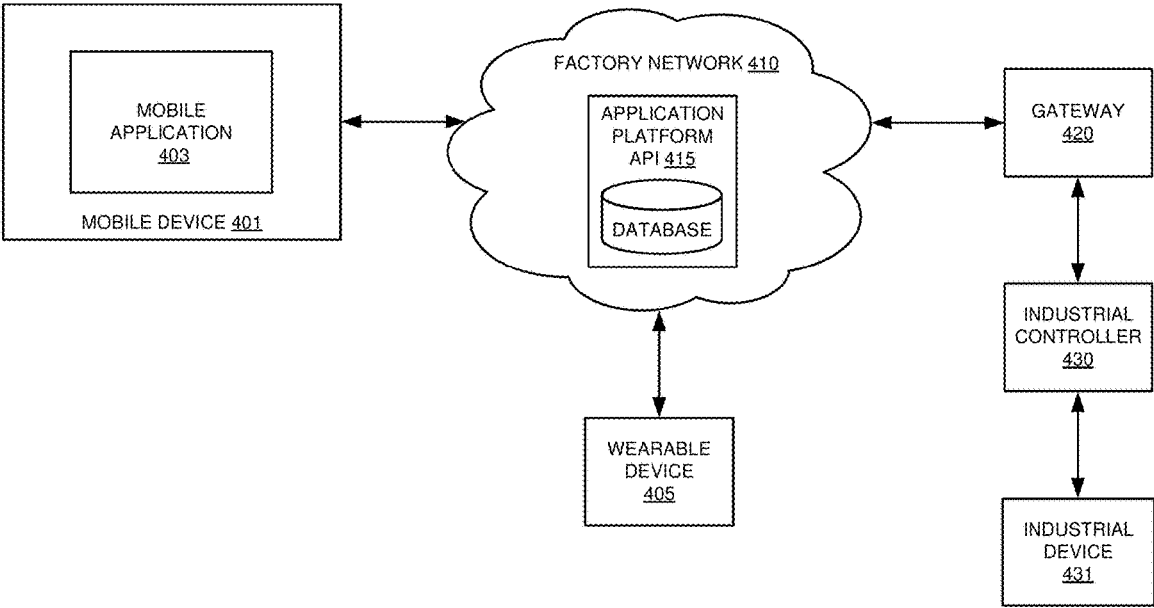 MOBILE
APPLICATION
403
MOBILE DEVICE 401
FACTORY NETWORK 410
APPLICATION
PLATFORM
API 415
DATABASE
GATEWAY
420
INDUSTRIAL
CONTROLLER
430
WEARABLE
DEVICE
405
INDUSTRIAL
DEVICE
431